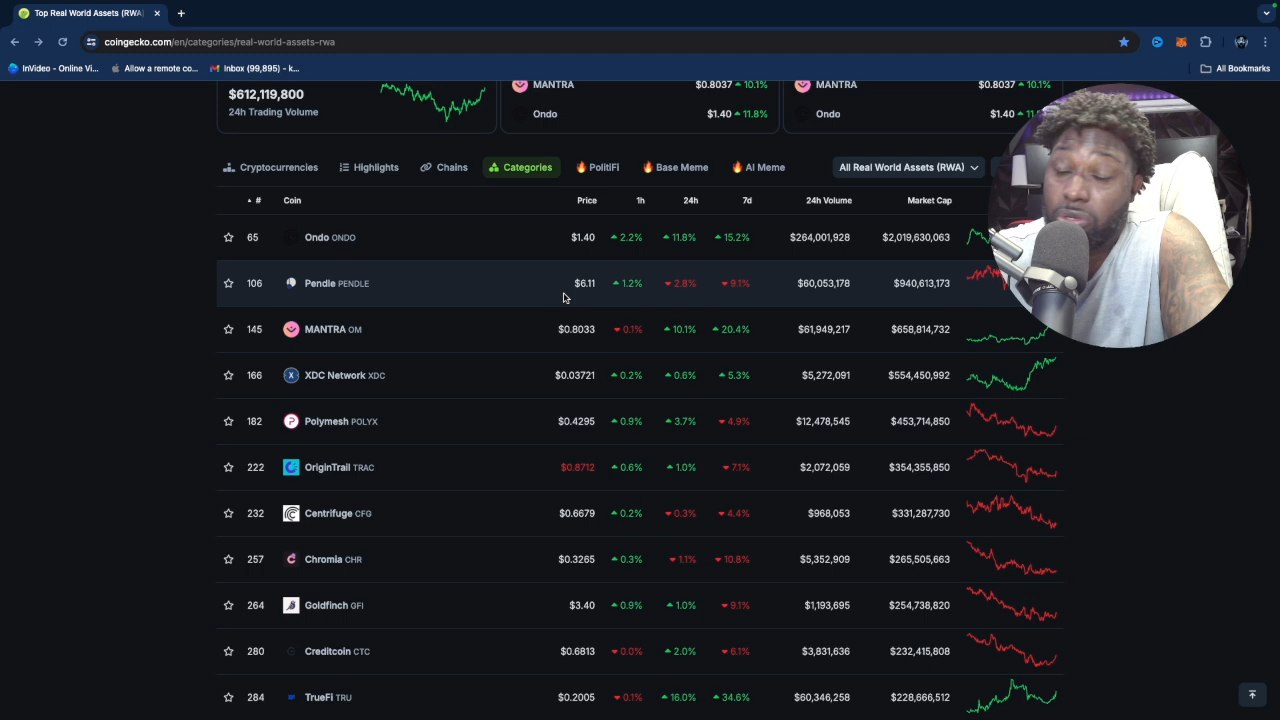 Top Real World Assets (RWA)
coingecko.com/en/categories/real-world-assets-rwa
InVideo - Online Vi... Allow a remote co... Inbox (99,895) - k... All Bookmarks
$612,119,800
24h Trading Volume
MANTRA $0.8037 10.1%
Ondo $1.40 11.8%
MANTRA $0.8037 10.1%
Ondo $1.40
Cryptocurrencies Highlights Chains Categories PolitiFi Base Meme AI Meme All Real World Assets (RWA)
# Coin Price 1h 24h 7d 24h Volume Market Cap
65 Ondo ONDO $1.40 2.2% 11.8% 15.2% $264,001,928 $2,019,630,063
106 Pendle PENDLE $6.11 1.2% 2.8% 9.1% $60,053,178 $940,613,173
145 MANTRA OM $0.8033 0.1% 10.1% 20.4% $61,949,217 $658,814,732
166 XDC Network XDC $0.03721 0.2% 0.6% 5.3% $5,272,091 $554,450,992
182 Polymesh POLYX $0.4295 0.9% 3.7% 4.9% $12,478,545 $453,714,850
222 OriginTrail TRAC $0.8712 0.6% 1.0% 7.1% $2,072,059 $354,355,850
232 Centrifuge CFG $0.6679 0.2% 0.3% 4.4% $968,053 $331,287,730
257 Chromia CHR $0.3265 0.3% 1.1% 10.8% $5,352,909 $265,505,663
264 Goldfinch GFI $3.40 0.9% 1.0% 9.1% $1,193,695 $254,738,820
280 Creditcoin CTC $0.6813 0.0% 2.0% 6.1% $3,831,636 $232,415,808
284 TrueFi TRU $0.2005 0.1% 16.0% 34.6% $60,346,258 $228,666,512